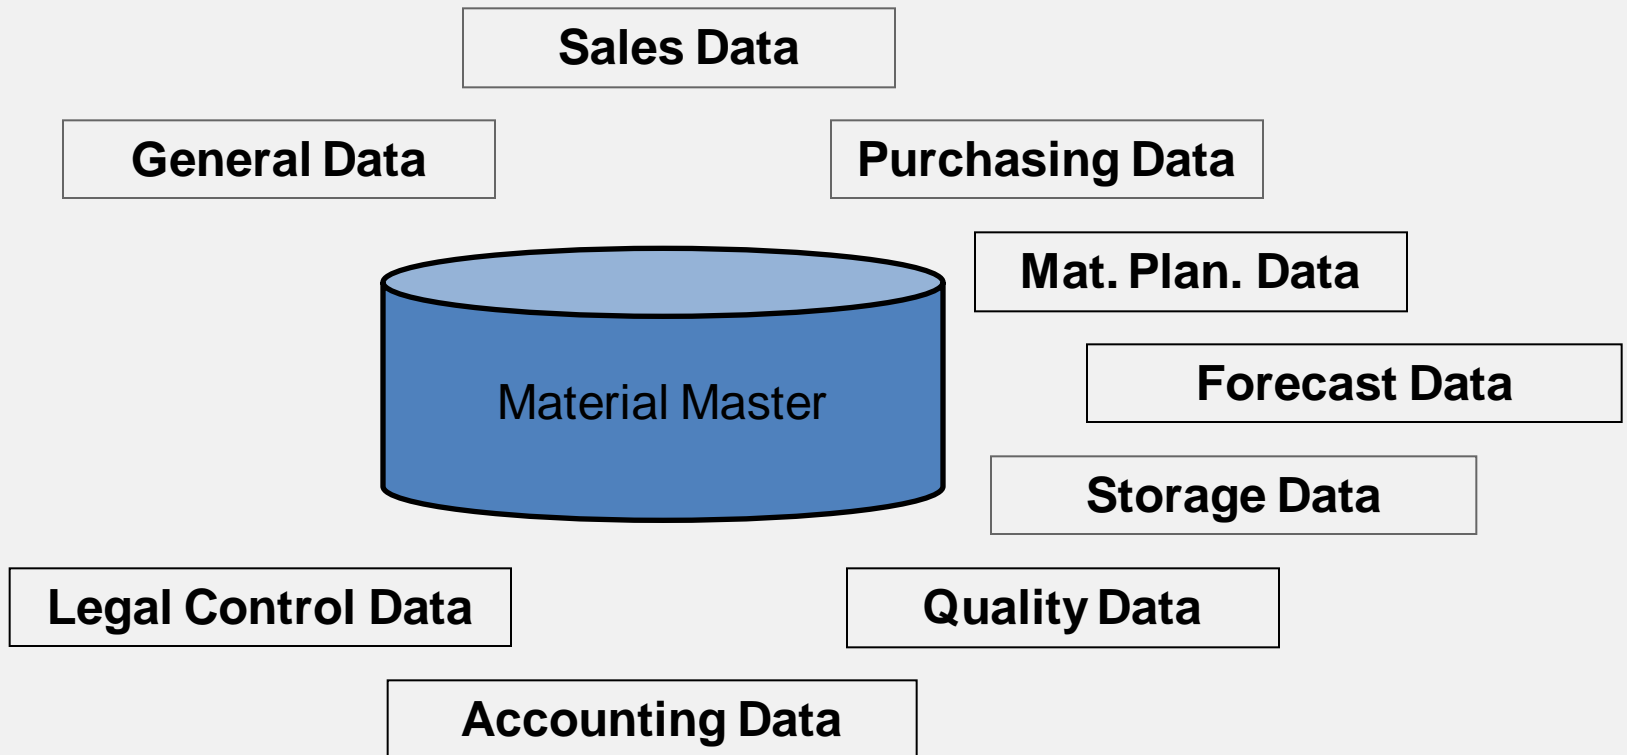 Sales Data
General Data
Purchasing Data
Mat. Plan. Data
Material Master
Forecast Data
Storage Data
Legal Control Data
Quality Data
Accounting Data